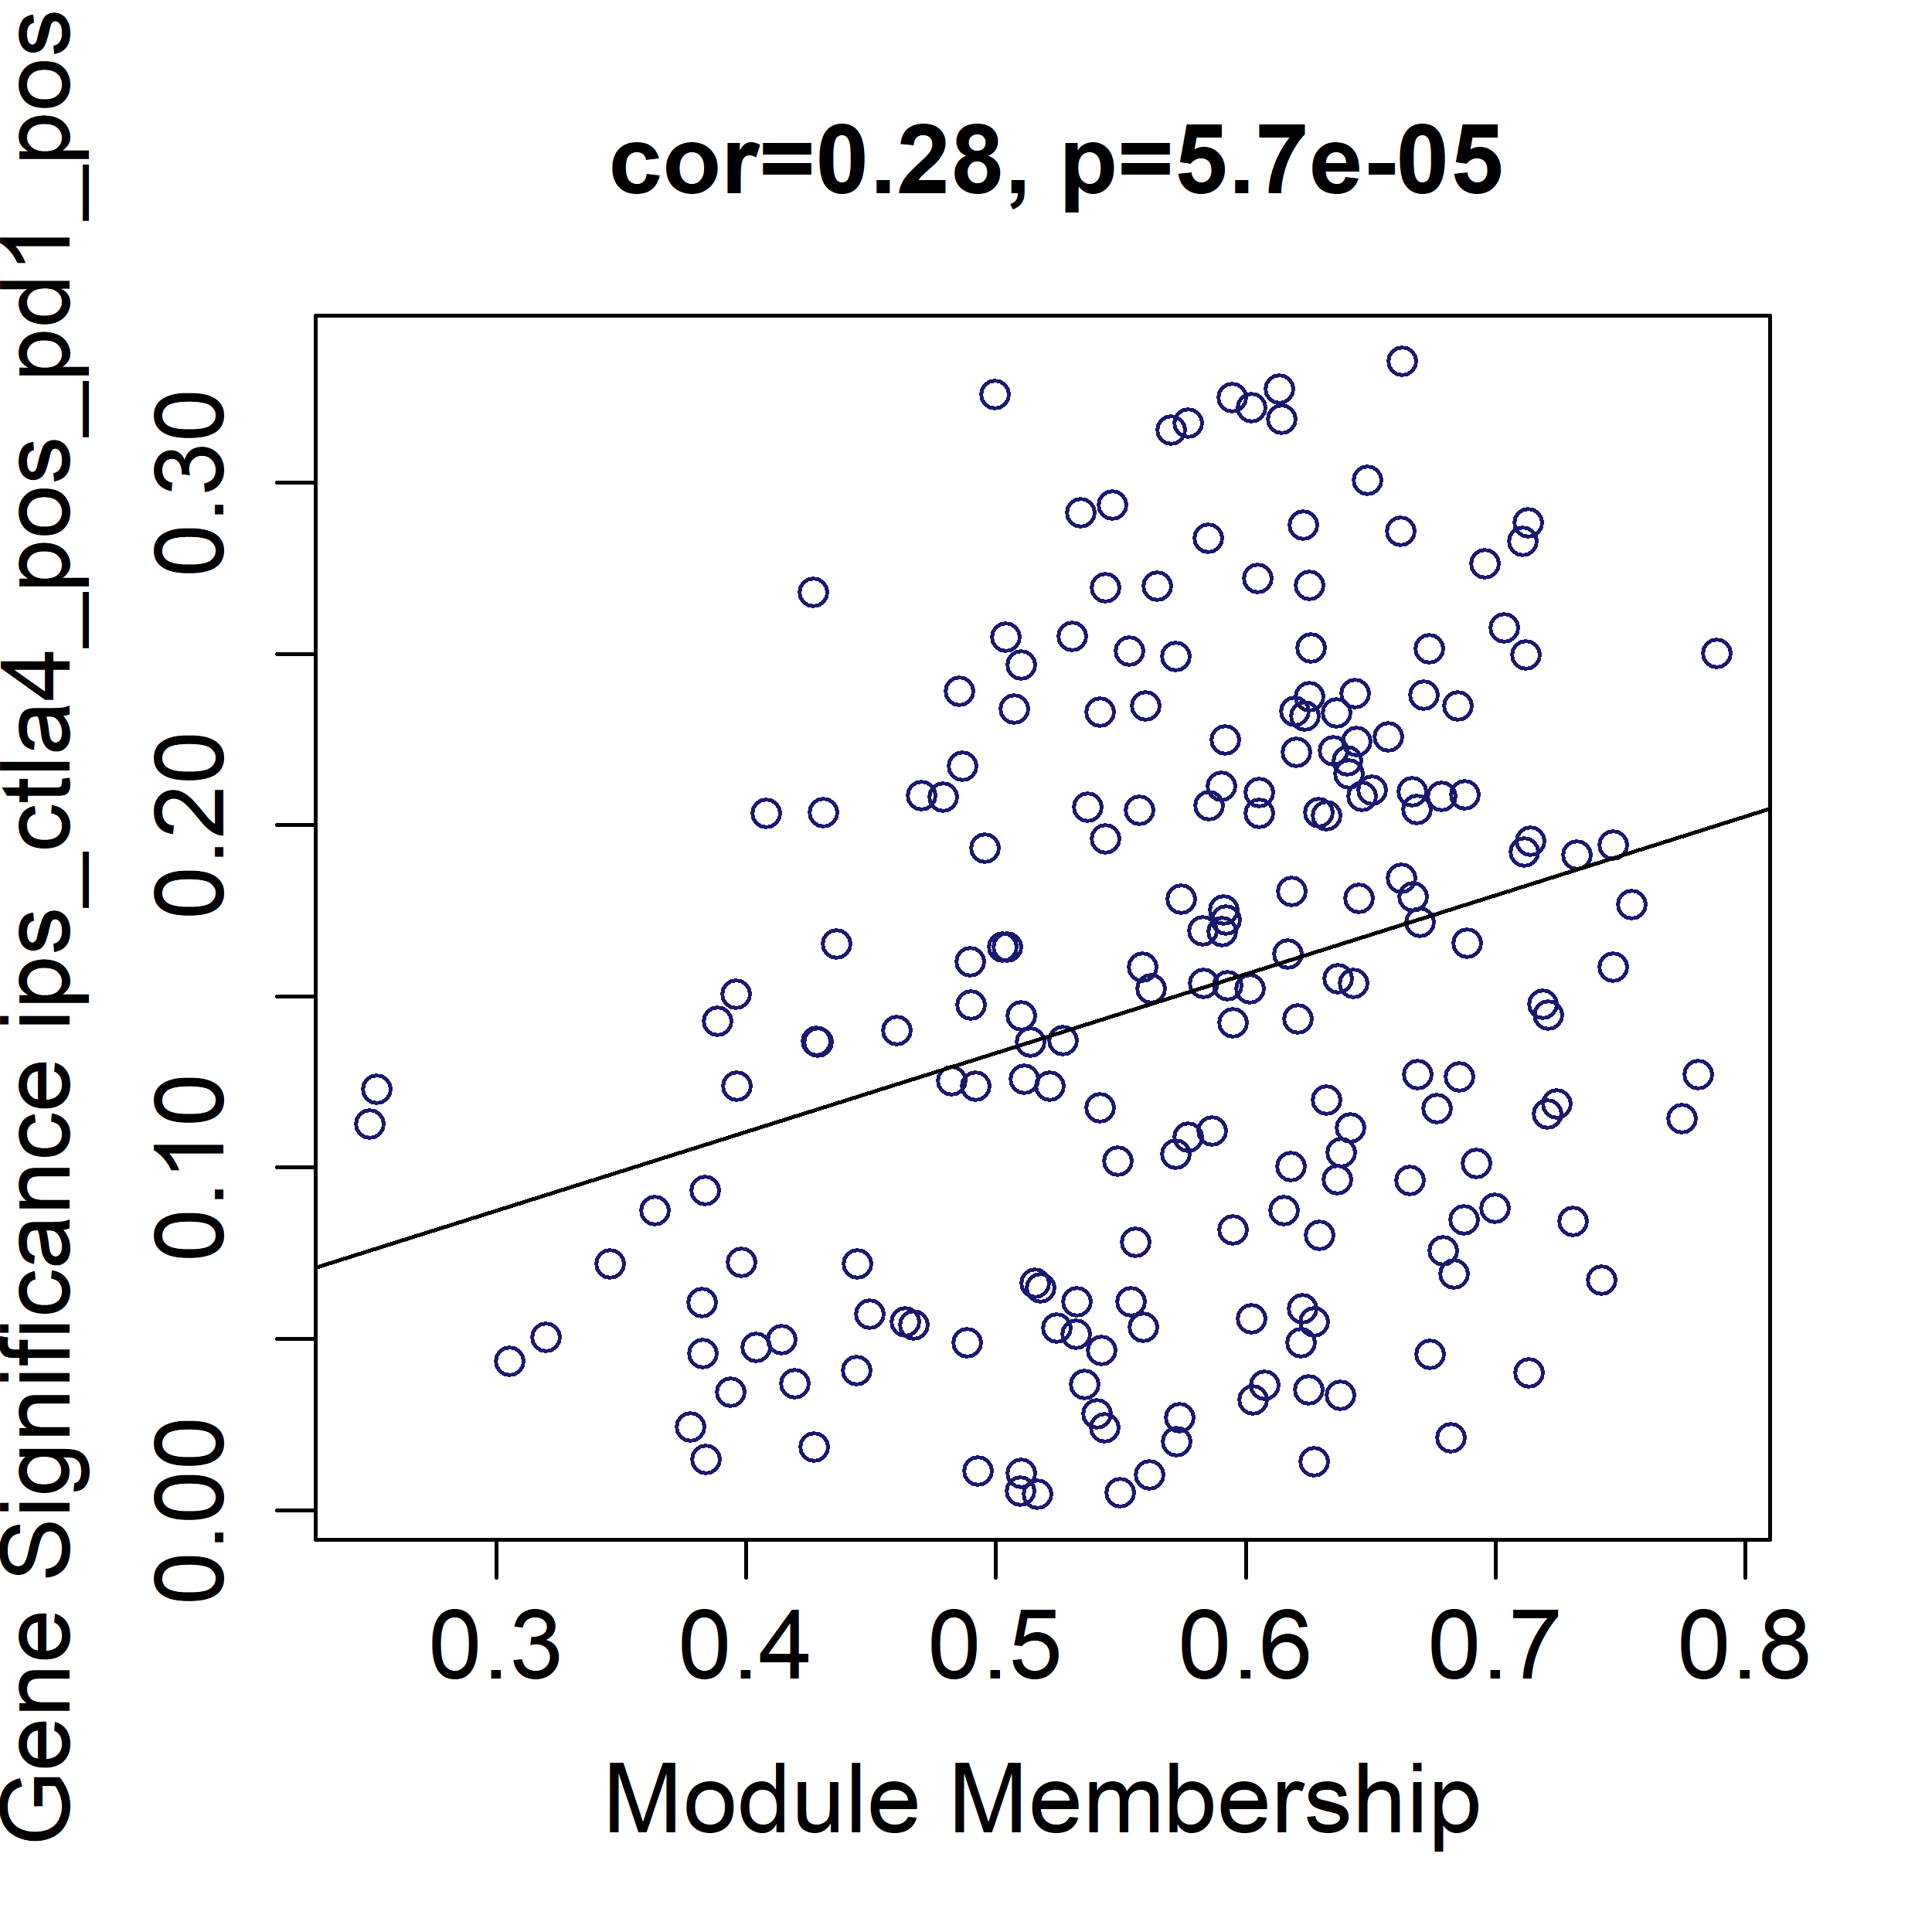 cor=0.28, p=5.7e-05
Gene Significance ips_ctla4_pos_pd1_pos
0.30
0.20
0.10
0.00
0.3 0.4 0.5 0.6 0.7 0.8
Module Membership